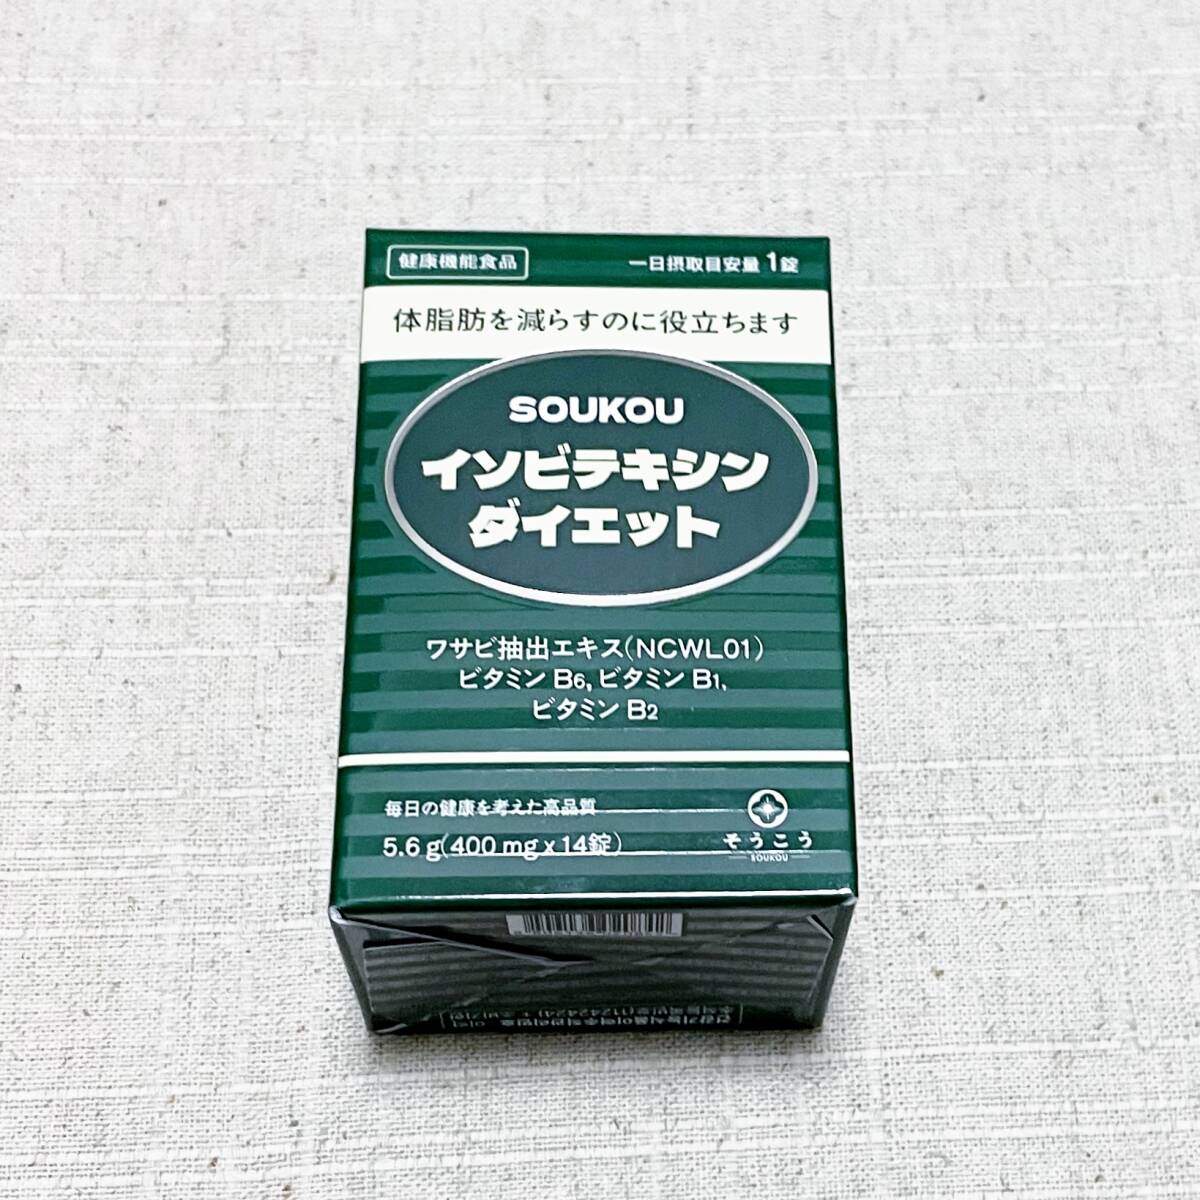 健康機能食品
一日摂取目安量 1錠
体脂肪を減らすのに役立ちます
SOUKOU
イソビテキシン
ダイエット
ワサビ抽出エキス(NCWL01)
ビタミン B6, ビタミン B1,
ビタミン B2
毎日の健康を考えた高品質
5.6 g(400 mg x 14錠)
そうこう
SOUKOU